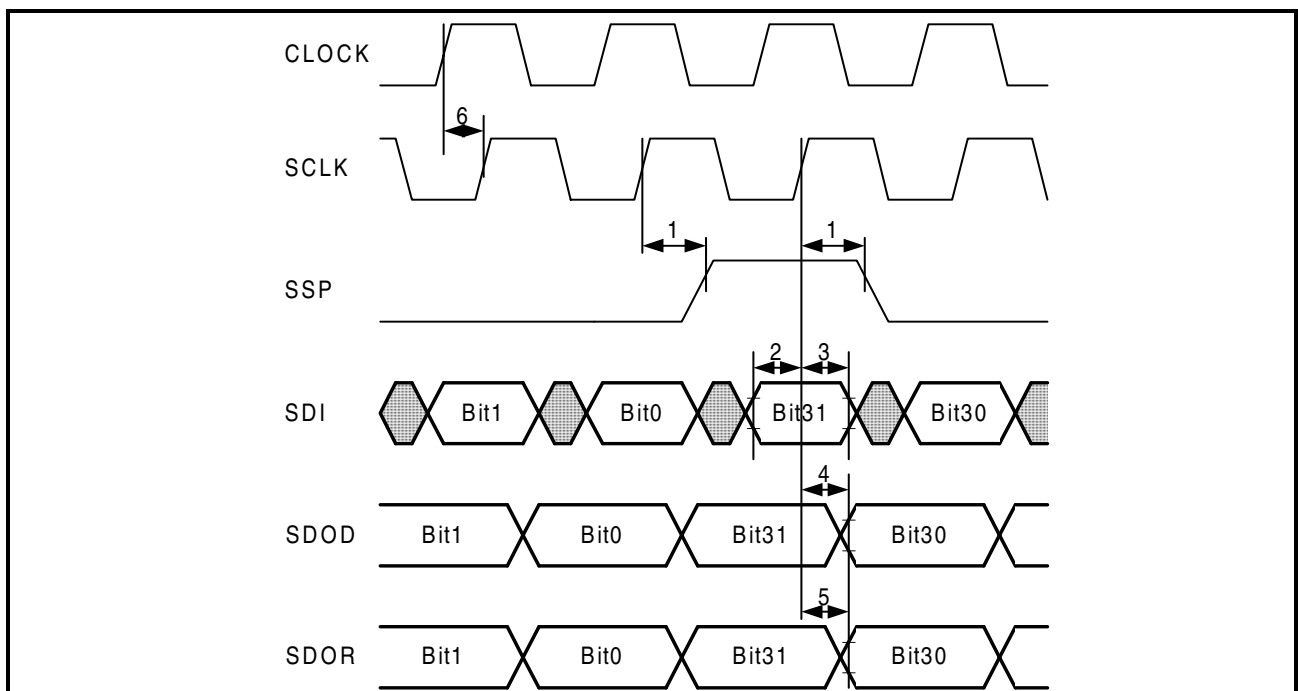 CLOCK
6
SCLK
1 1
SSP
2 3
SDI Bit1 Bit0 Bit31 Bit30
4
SDOD Bit1 Bit0 Bit31 Bit30
5
SDOR Bit1 Bit0 Bit31 Bit30